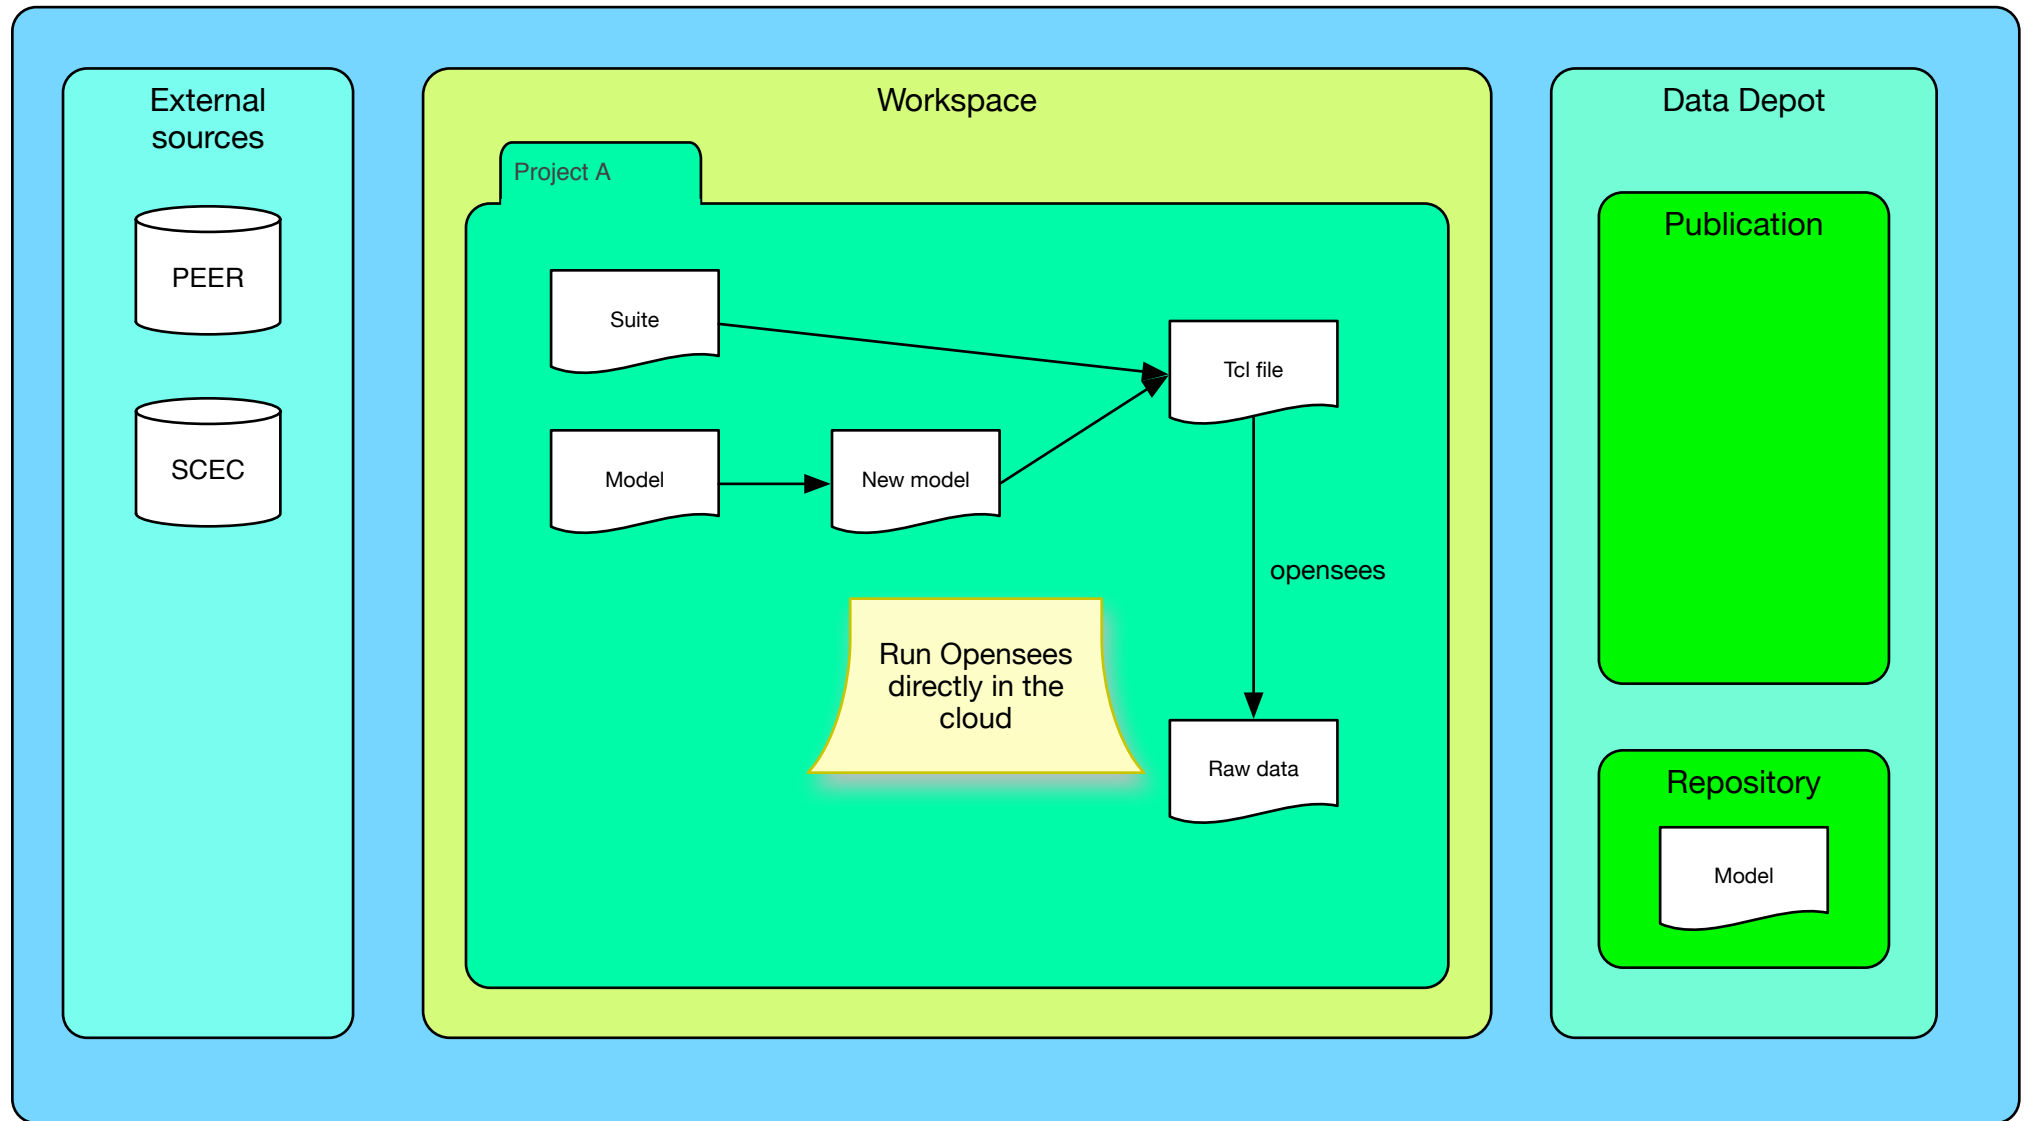 External
sources
PEER
SCEC
Workspace
Project A
Suite
Tcl file
Model
New model
opensees
Run Opensees
directly in the
cloud
Raw data
Data Depot
Publication
Repository
Model